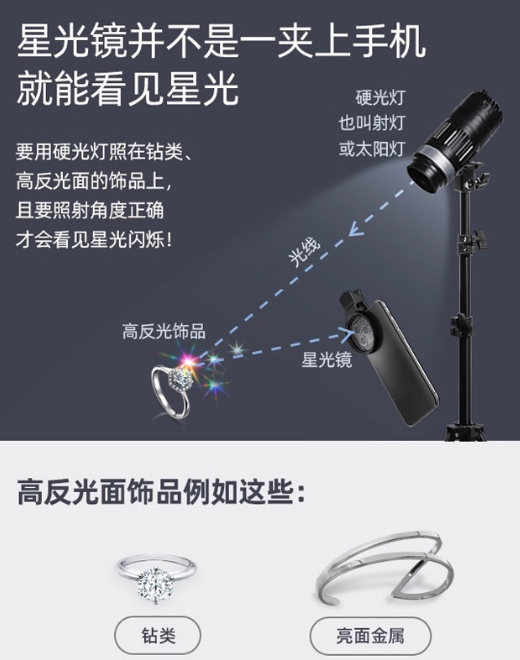 星光镜并不是一夹上手机
就能看见星光
要用硬光灯照在钻类、
高反光面的饰品上，
且要照射角度正确
才会看见星光闪烁！
硬光灯
也叫射灯
或太阳灯
光线
高反光饰品
星光镜
高反光面饰品例如这些：
钻类
亮面金属